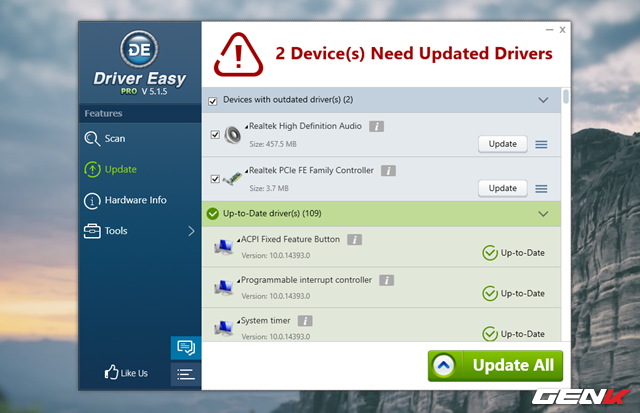 DE
Driver Easy
PRO V 5.1.5
Features
Scan
Update
Hardware Info
Tools
Like Us
2 Device(s) Need Updated Drivers
Devices with outdated driver(s) (2)
Realtek High Definition Audio i
Size: 457.5 MB
Update
Realtek PCIe FE Family Controller i
Size: 3.7 MB
Update
Up-to-Date driver(s) (109)
ACPI Fixed Feature Button i
Version: 10.0.14393.0
Up-to-Date
Programmable interrupt controller i
Version: 10.0.14393.0
Up-to-Date
System timer i
Version: 10.0.14393.0
Up-to-Date
Update All
GENK